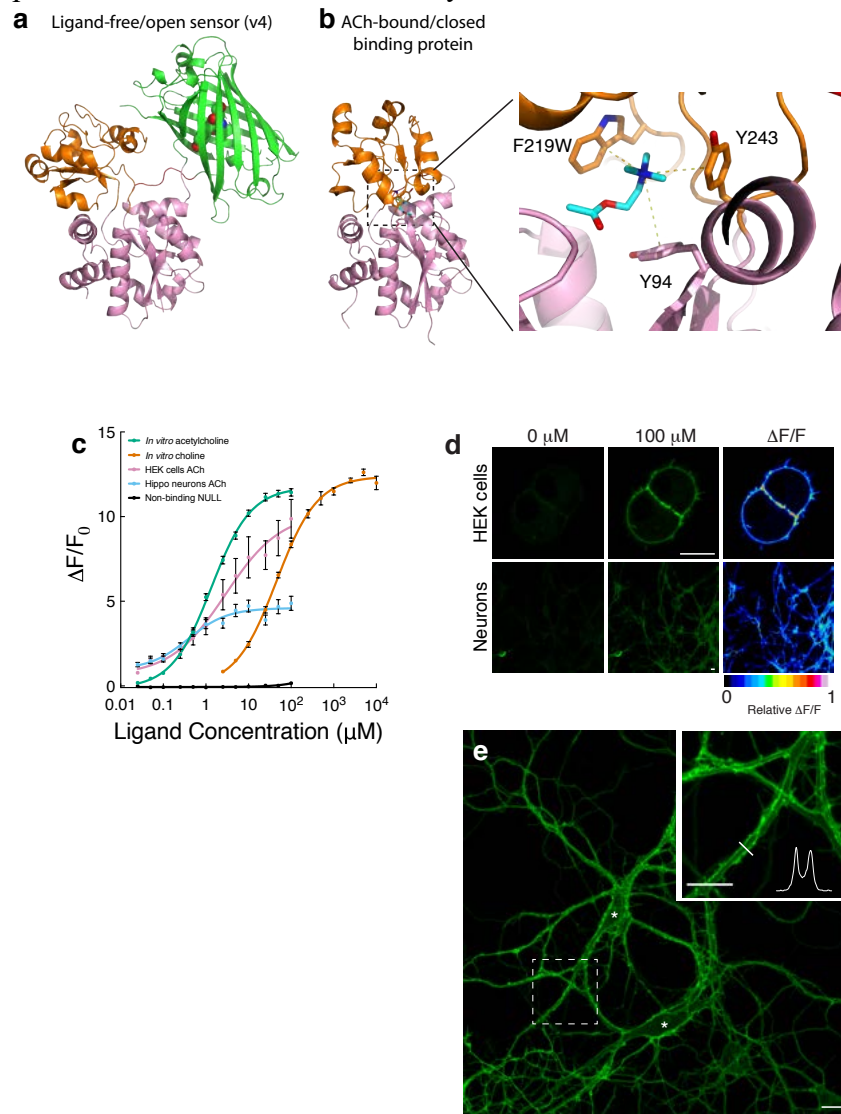 a Ligand-free/open sensor (v4)
b ACh-bound/closed
binding protein
F219W
Y243
Y94
c
15
10
5
0
ΔF/F0
In vitro acetylcholine
In vitro choline
HEK cells ACh
Hippo neurons ACh
Non-binding NULL
0.01 0.1 1 10 10² 10³ 10⁴
Ligand Concentration (µM)
d
0 µM 100 µM ΔF/F
HEK cells
Neurons
0 1
Relative ΔF/F
e
*
*